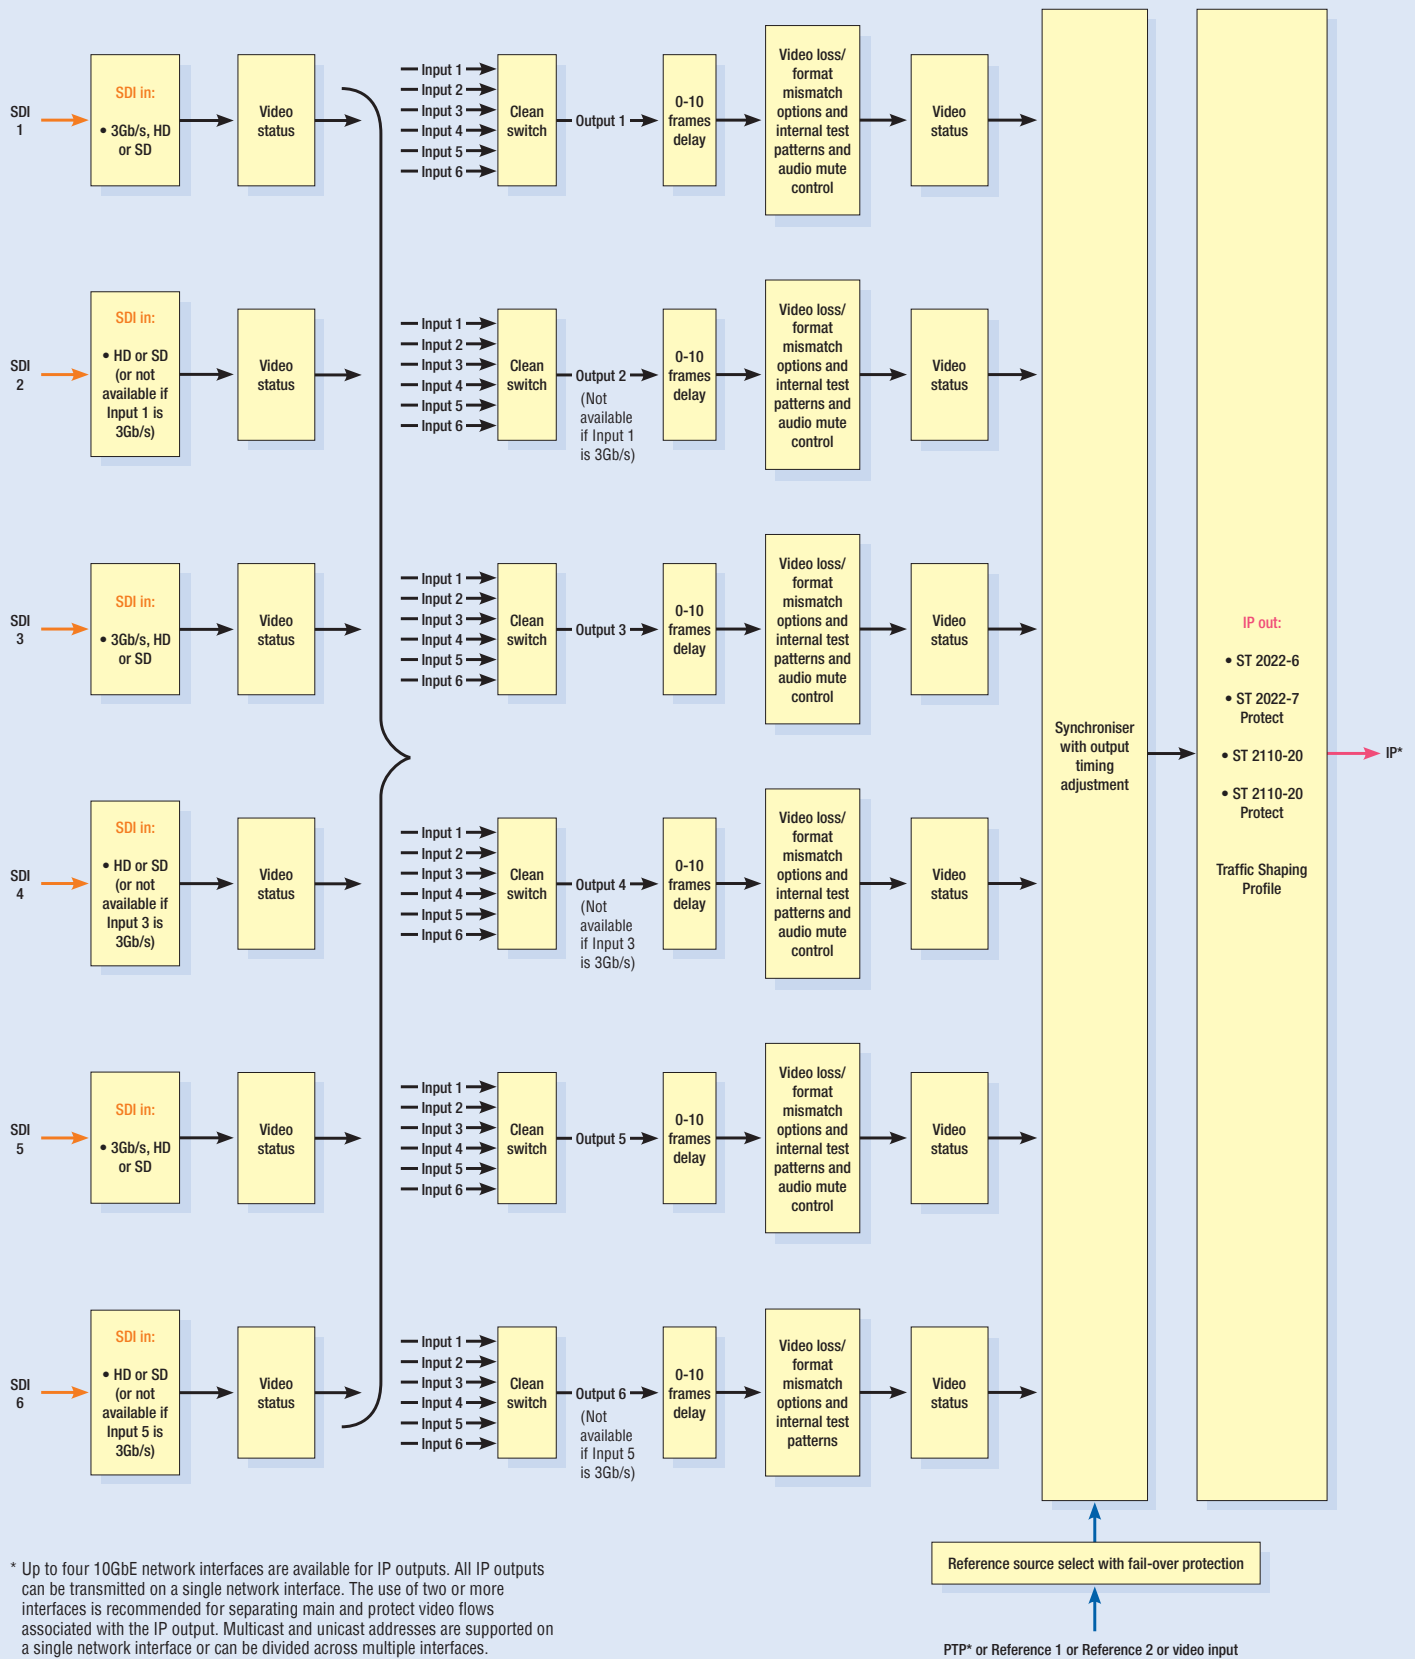 SDI
1
SDI in:
• 3Gb/s, HD
or SD
Video
status
Input 1
Input 2
Input 3
Input 4
Input 5
Input 6
Clean
switch
Output 1
0-10
frames
delay
Video loss/
format
mismatch
options and
internal test
patterns and
audio mute
control
Video
status
SDI
2
SDI in:
• HD or SD
(or not
available if
Input 1 is
3Gb/s)
Video
status
Input 1
Input 2
Input 3
Input 4
Input 5
Input 6
Clean
switch
Output 2
(Not
available
if Input 1
is 3Gb/s)
0-10
frames
delay
Video loss/
format
mismatch
options and
internal test
patterns and
audio mute
control
Video
status
SDI
3
SDI in:
• 3Gb/s, HD
or SD
Video
status
Input 1
Input 2
Input 3
Input 4
Input 5
Input 6
Clean
switch
Output 3
0-10
frames
delay
Video loss/
format
mismatch
options and
internal test
patterns and
audio mute
control
Video
status
SDI
4
SDI in:
• HD or SD
(or not
available if
Input 3 is
3Gb/s)
Video
status
Input 1
Input 2
Input 3
Input 4
Input 5
Input 6
Clean
switch
Output 4
(Not
available
if Input 3
is 3Gb/s)
0-10
frames
delay
Video loss/
format
mismatch
options and
internal test
patterns and
audio mute
control
Video
status
SDI
5
SDI in:
• 3Gb/s, HD
or SD
Video
status
Input 1
Input 2
Input 3
Input 4
Input 5
Input 6
Clean
switch
Output 5
0-10
frames
delay
Video loss/
format
mismatch
options and
internal test
patterns and
audio mute
control
Video
status
SDI
6
SDI in:
• HD or SD
(or not
available if
Input 5 is
3Gb/s)
Video
status
Input 1
Input 2
Input 3
Input 4
Input 5
Input 6
Clean
switch
Output 6
(Not
available
if Input 5
is 3Gb/s)
0-10
frames
delay
Video loss/
format
mismatch
options and
internal test
patterns
Video
status
Synchroniser
with output
timing
adjustment
IP out:
• ST 2022-6
• ST 2022-7
Protect
• ST 2110-20
• ST 2110-20
Protect
Traffic Shaping
Profile
IP*
Reference source select with fail-over protection
PTP* or Reference 1 or Reference 2 or video input
* Up to four 10GbE network interfaces are available for IP outputs. All IP outputs
can be transmitted on a single network interface. The use of two or more
interfaces is recommended for separating main and protect video flows
associated with the IP output. Multicast and unicast addresses are supported on
a single network interface or can be divided across multiple interfaces.